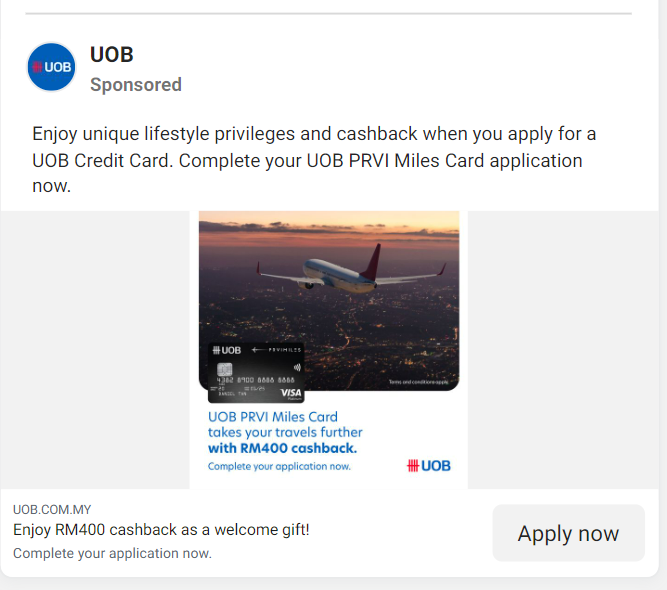 UOB
UOB
Sponsored
Enjoy unique lifestyle privileges and cashback when you apply for a
UOB Credit Card. Complete your UOB PRVI Miles Card application
now.
UOB
PRVI MILES
4382 8900 8888 8888
DANIEL TAN
VISA
Terms and conditions apply.
UOB PRVI Miles Card
takes your travels further
with RM400 cashback.
Complete your application now.
UOB
UOB.COM.MY
Enjoy RM400 cashback as a welcome gift!
Complete your application now.
Apply now